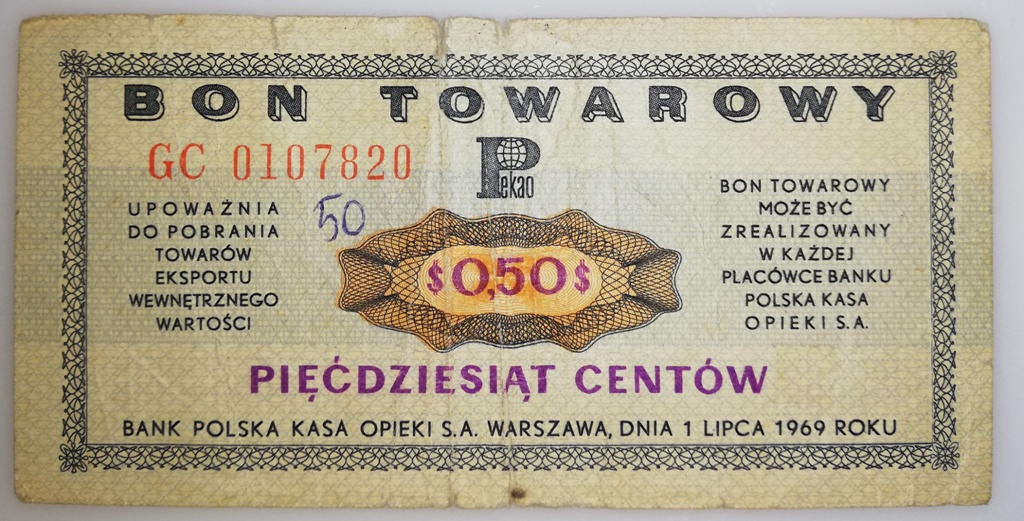 BON TOWAROWY
GC 0107820
Pekao
50
UPOWAŻNIA
DO POBRANIA
TOWARÓW
EKSPORTU
WEWNĘTRZNEGO
WARTOŚCI
BON TOWAROWY
MOŻE BYĆ
ZREALIZOWANY
W KAŻDEJ
PLACÓWCE BANKU
POLSKA KASA
OPIEKI S.A.
$0,50$
PIĘĆDZIESIĄT CENTÓW
BANK POLSKA KASA OPIEKI S.A. WARSZAWA, DNIA 1 LIPCA 1969 ROKU